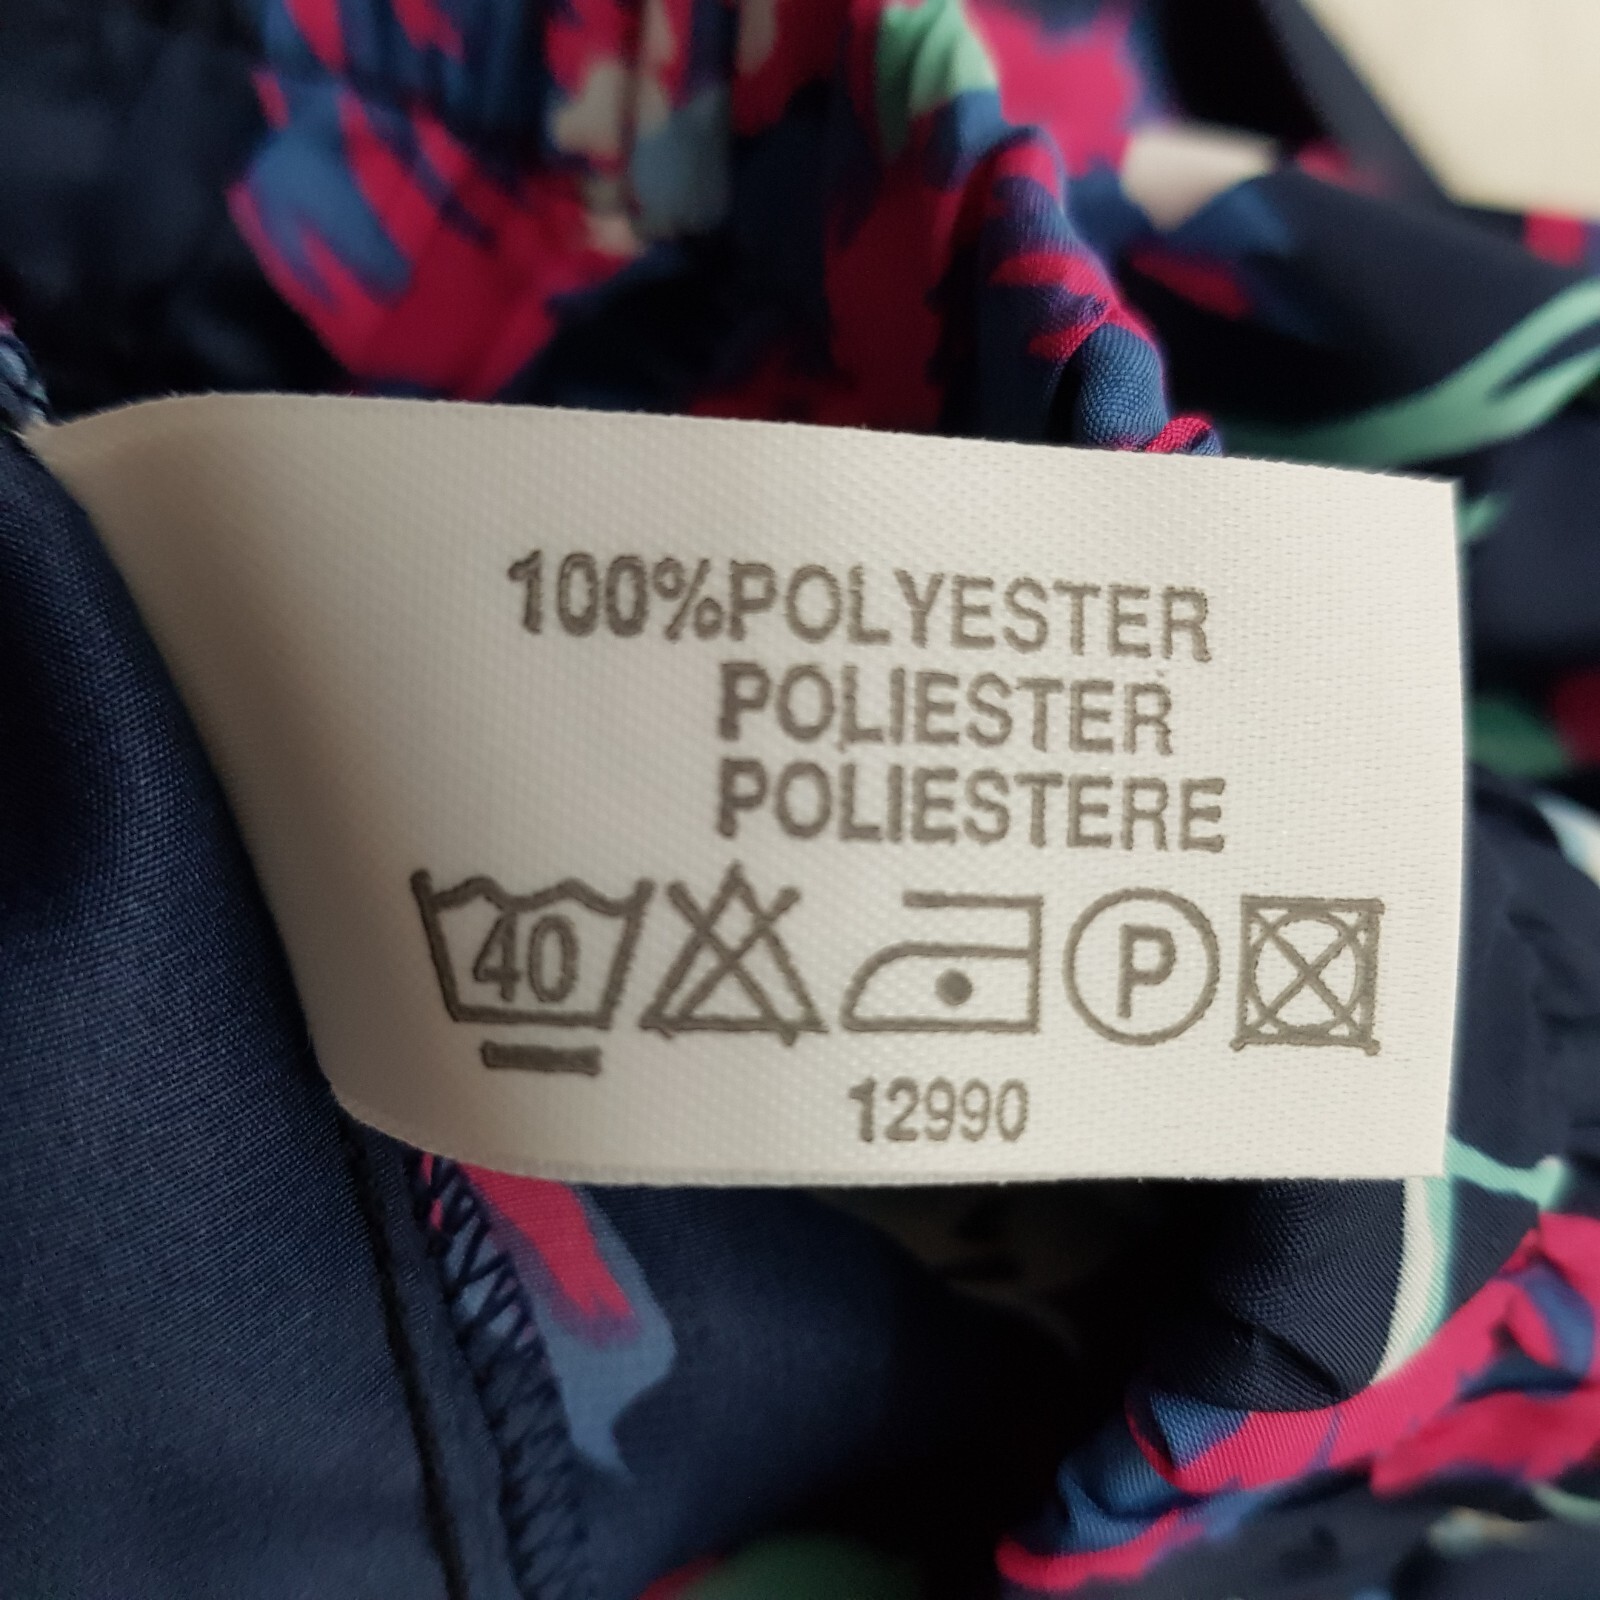 100%POLYESTER
POLIESTER
POLIESTERE
40 P
12990